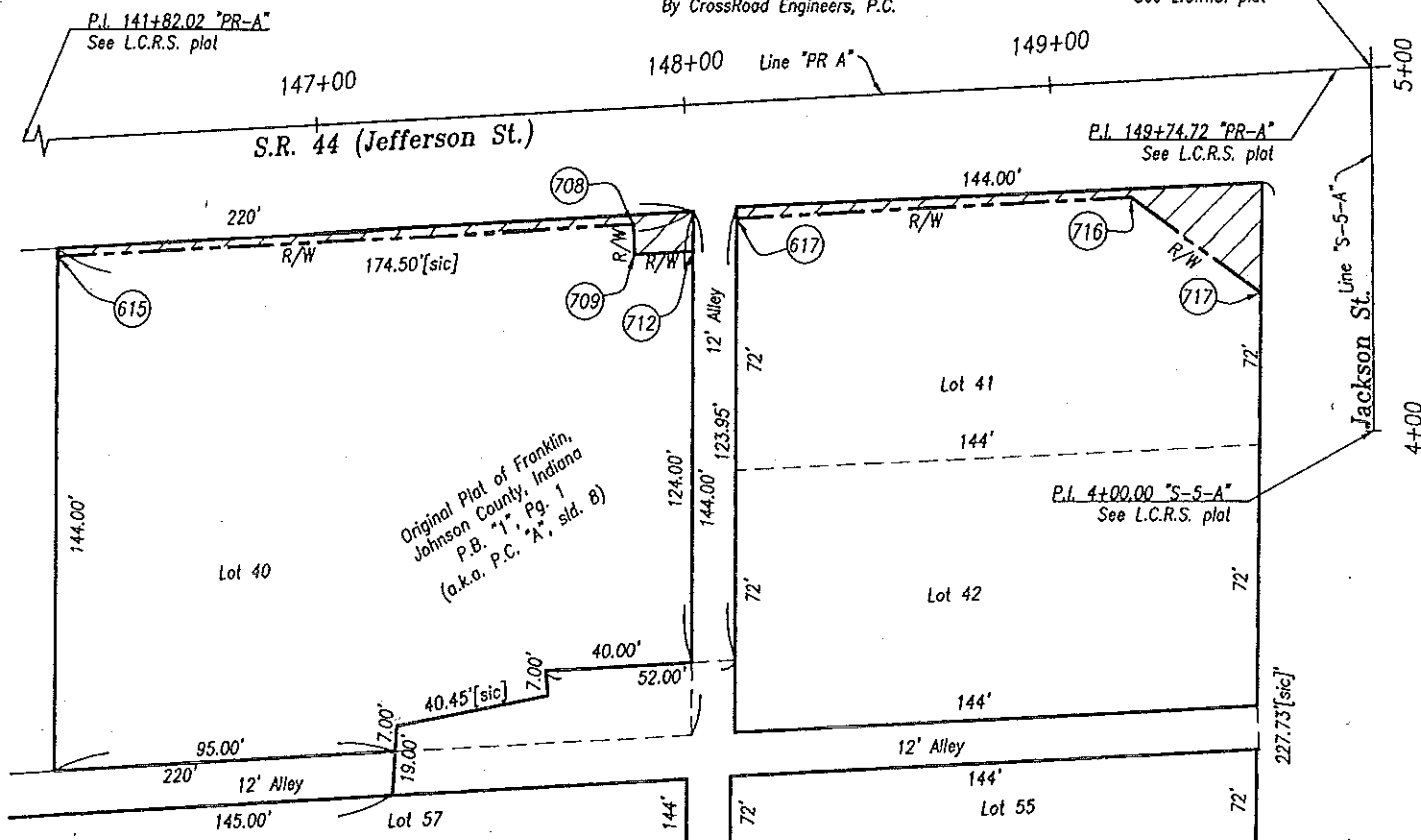 By CrossRoad Engineers, P.C.
P.I. 141+82.02 "PR-A"
See L.C.R.S. plat
plat
147+00
148+00
Line "PR A"
149+00
5+00
S.R. 44 (Jefferson St.)
P.I. 149+74.72 "PR-A"
See L.C.R.S. plat
708
144.00'
220'
R/W
R/W
174.50'[sic]
R/W
R/W
617
R/W
716
R/W
615
709
712
717
12' Alley
Line "S-5-A"
Jackson St.
72'
72'
Lot 41
4+00
144'
123.95'
124.00'
144.00'
Original Plat of Franklin,
Johnson County, Indiana
P.B. "1", Pg. 1
(a.k.a. P.C. "A", sld. 8)
P.I. 4+00.00 "S-5-A"
See L.C.R.S. plat
144.00'
Lot 40
72'
Lot 42
72'
40.00'
52.00'
7.00'
40.45'[sic]
7.00'
144'
227.73'[sic]
95.00'
19.00'
12' Alley
220'
12' Alley
144'
145.00'
Lot 57
144'
72'
Lot 55
72'